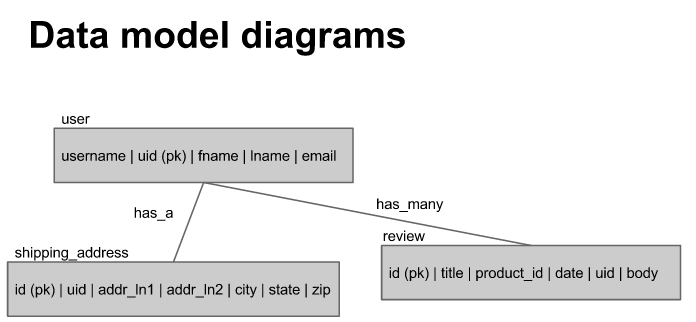 Data model diagrams
user
username | uid (pk) | fname | lname | email
has_a
has_many
shipping_address
review
id (pk) | uid | addr_ln1 | addr_ln2 | city | state | zip
id (pk) | title | product_id | date | uid | body